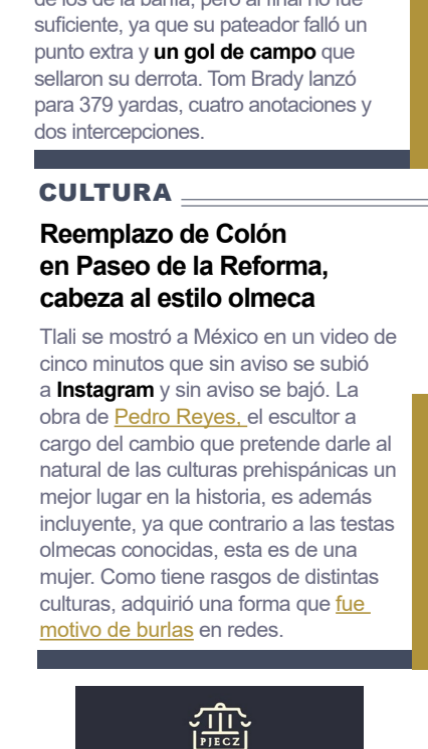 suficiente, ya que su pateador falló un
punto extra y un gol de campo que
sellaron su derrota. Tom Brady lanzó
para 379 yardas, cuatro anotaciones y
dos intercepciones.
CULTURA
Reemplazo de Colón
en Paseo de la Reforma,
cabeza al estilo olmeca
Tlali se mostró a México en un video de
cinco minutos que sin aviso se subió
a Instagram y sin aviso se bajó. La
obra de Pedro Reyes, el escultor a
cargo del cambio que pretende darle al
natural de las culturas prehispánicas un
mejor lugar en la historia, es además
incluyente, ya que contrario a las testas
olmecas conocidas, esta es de una
mujer. Como tiene rasgos de distintas
culturas, adquirió una forma que fue
motivo de burlas en redes.
PJECZ